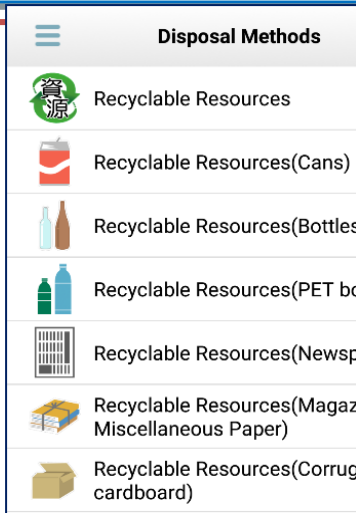 Disposal Methods
資源
Recyclable Resources
Recyclable Resources(Cans)
Recyclable Resources(Bottles
Recyclable Resources(PET bo
Recyclable Resources(Newsp
Recyclable Resources(Magaz
Miscellaneous Paper)
Recyclable Resources(Corrug
cardboard)